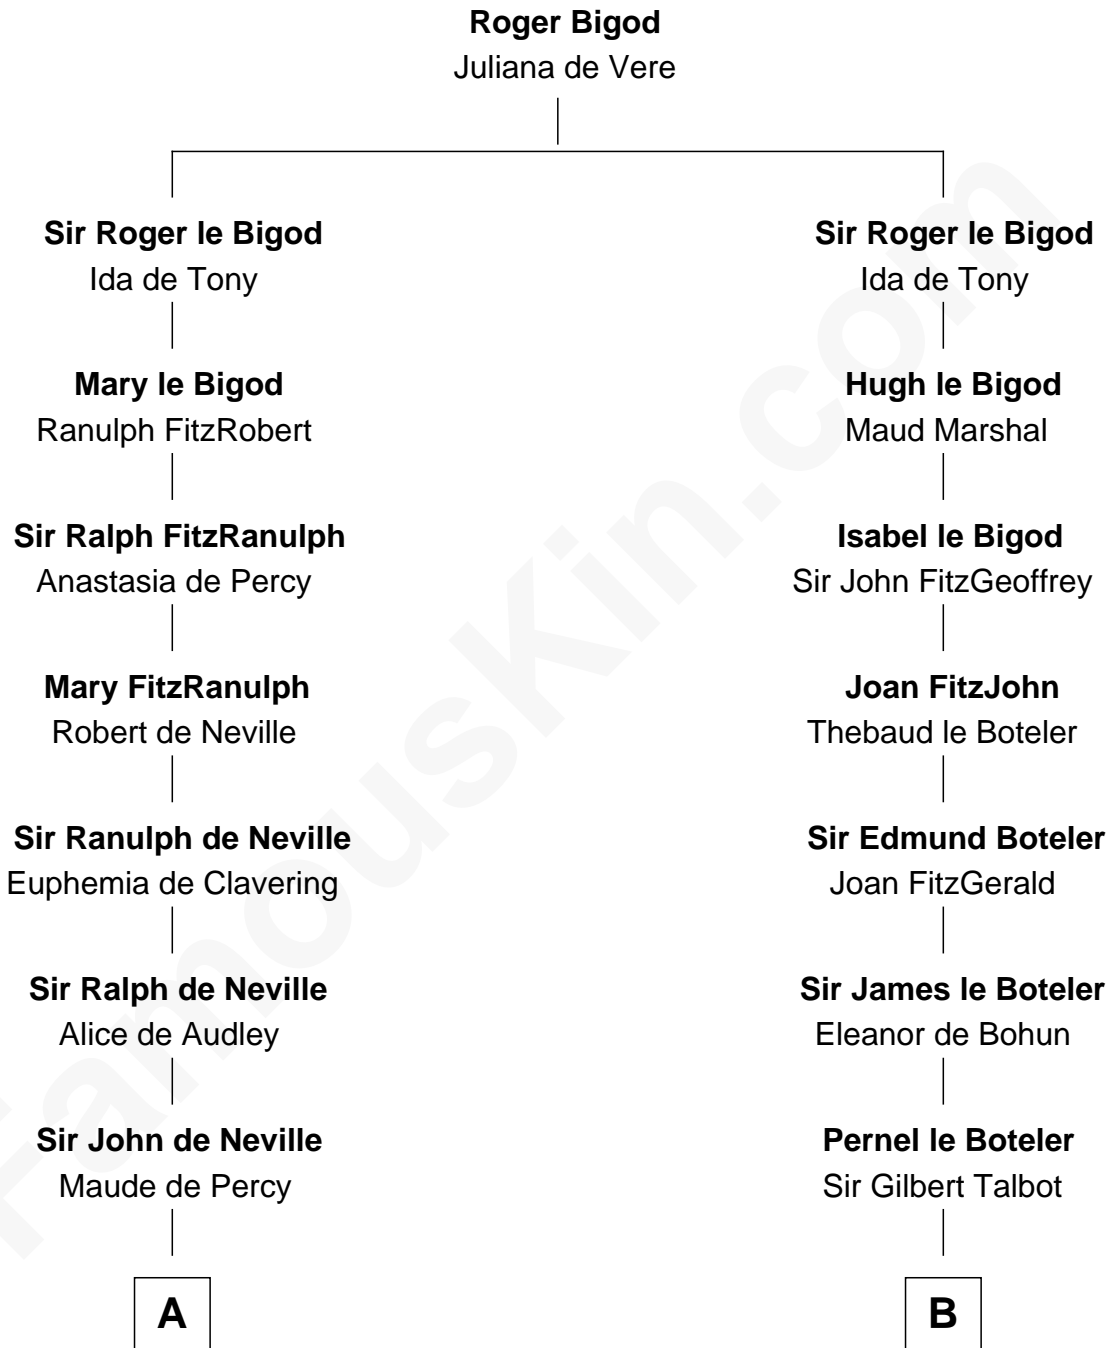 Roger Bigod
Juliana de Vere
Sir Roger le Bigod
Ida de Tony
Mary le Bigod
Ranulph FitzRobert
Sir Ralph FitzRanulph
Anastasia de Percy
Mary FitzRanulph
Robert de Neville
Sir Ranulph de Neville
Euphemia de Clavering
Sir Ralph de Neville
Alice de Audley
Sir John de Neville
Maude de Percy
A
Sir Roger le Bigod
Ida de Tony
Hugh le Bigod
Maud Marshal
Isabel le Bigod
Sir John FitzGeoffrey
Joan FitzJohn
Thebaud le Boteler
Sir Edmund Boteler
Joan FitzGerald
Sir James le Boteler
Eleanor de Bohun
Pernel le Boteler
Sir Gilbert Talbot
B
FamousKin.com